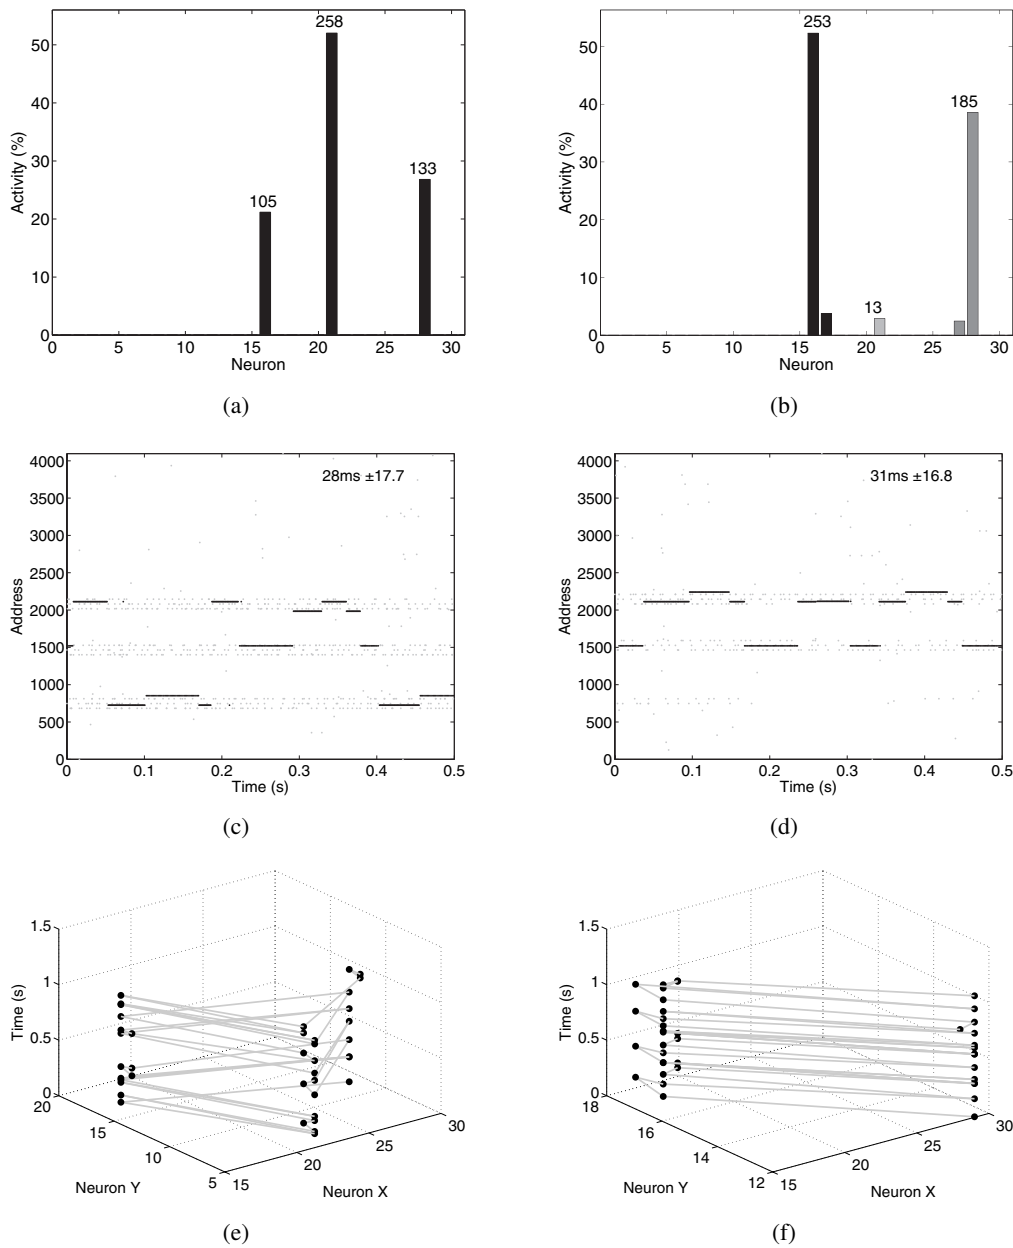 258
133
105
50
40
30
20
10
0
Activity (%)
0 5 10 15 20 25 30
Neuron
(a)
253
185
13
50
40
30
20
10
0
Activity (%)
0 5 10 15 20 25 30
Neuron
(b)
28ms ±17.7
4000
3500
3000
2500
2000
1500
1000
500
0
Address
0 0.1 0.2 0.3 0.4 0.5
Time (s)
(c)
31ms ±16.8
4000
3500
3000
2500
2000
1500
1000
500
0
Address
0 0.1 0.2 0.3 0.4 0.5
Time (s)
(d)
1.5
1
0.5
0
Time (s)
20
15
10
5
Neuron Y
15
20
25
30
Neuron X
(e)
1.5
1
0.5
0
Time (s)
18
16
14
12
Neuron Y
15
20
25
30
Neuron X
(f)